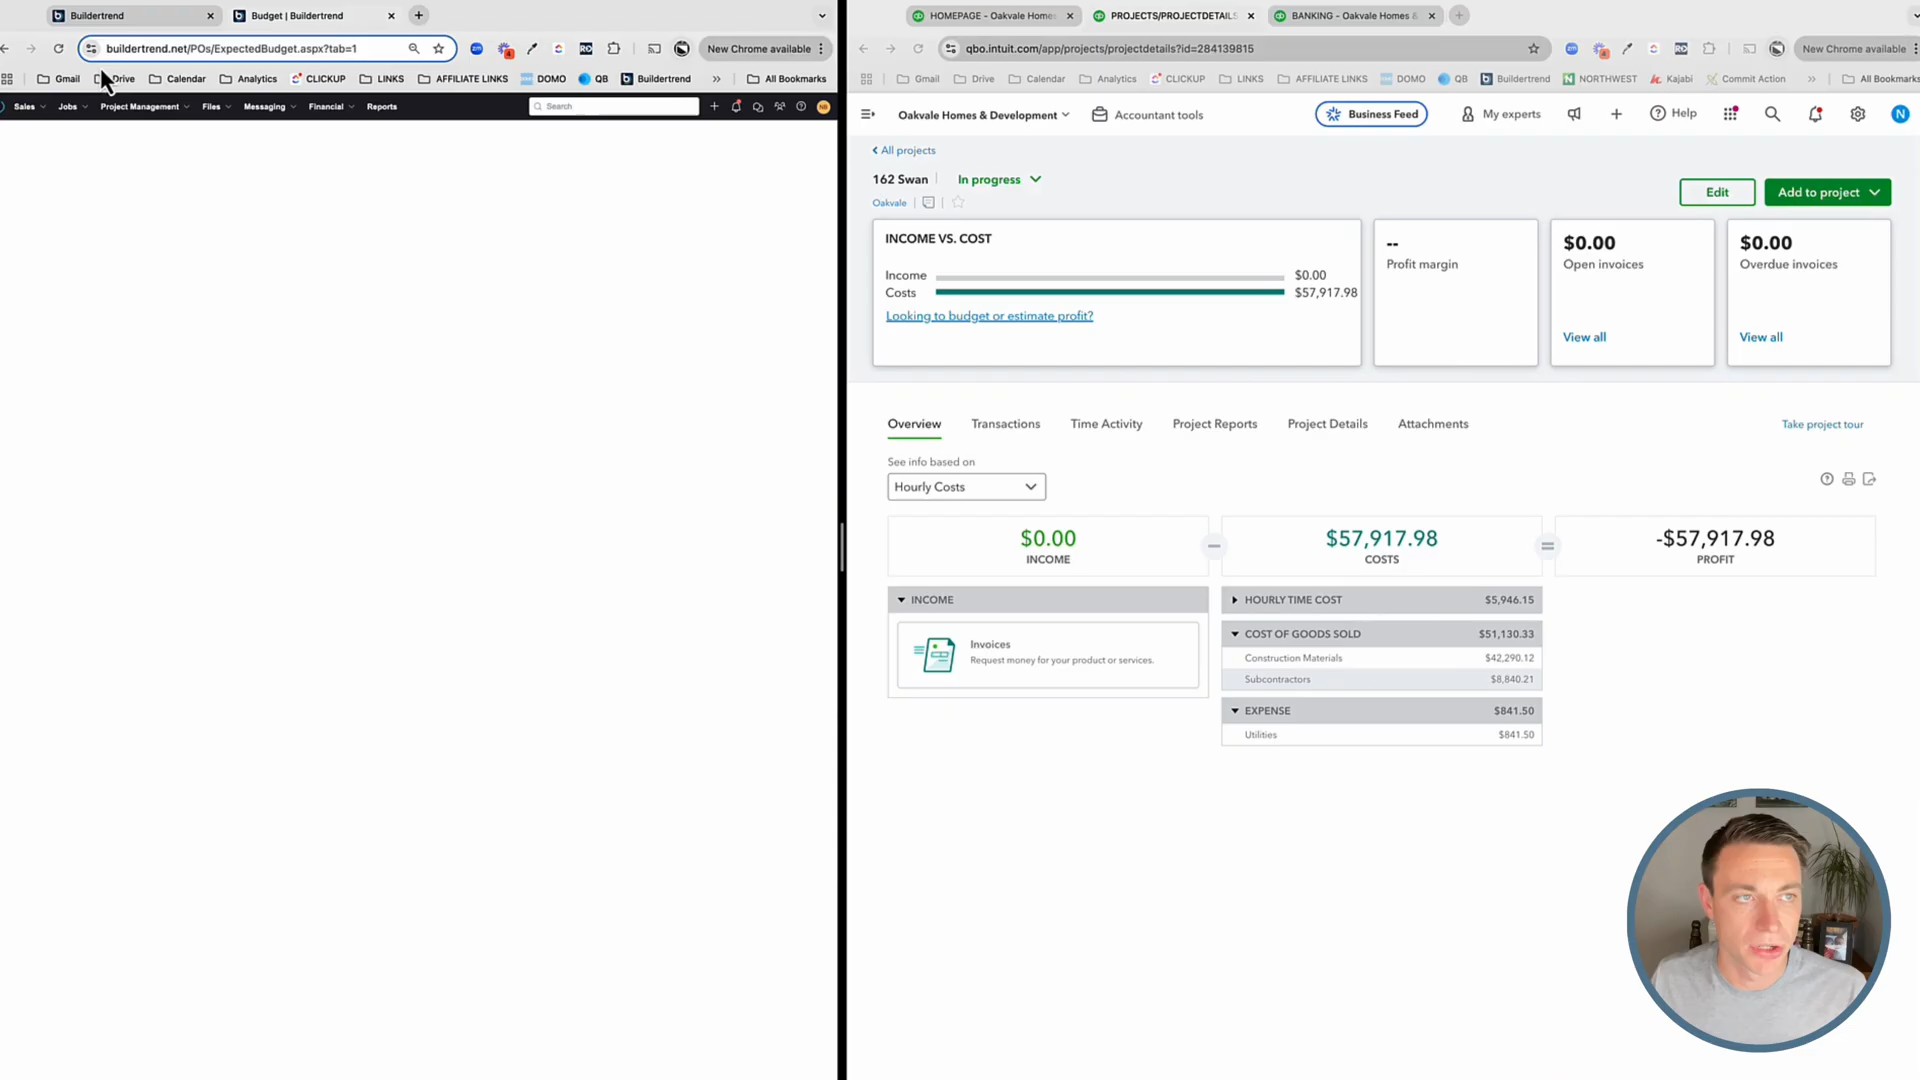 Buildertrend
Budget | Buildertrend
buildertrend.net/POs/ExpectedBudget.aspx?tab=1
New Chrome available
Gmail
Drive
Calendar
Analytics
CLICKUP
LINKS
AFFILIATE LINKS
DOMO
QB
Buildertrend
All Bookmarks
Sales
Jobs
Project Management
Files
Messaging
Financial
Reports
Search
HOMEPAGE - Oakvale Homes
PROJECTS/PROJECTDETAILS
BANKING - Oakvale Homes &
qbo.intuit.com/app/projects/projectdetails?id=284139815
New Chrome available
Gmail
Drive
Calendar
Analytics
CLICKUP
LINKS
AFFILIATE LINKS
DOMO
QB
Buildertrend
NORTHWEST
Kajabi
Commit Action
All Bookmarks
Oakvale Homes & Development
Accountant tools
Business Feed
My experts
Help
N
All projects
162 Swan
In progress
Oakvale
Edit
Add to project
INCOME VS. COST
Income $0.00
Costs $57,917.98
Looking to budget or estimate profit?
--
Profit margin
$0.00
Open invoices
View all
$0.00
Overdue invoices
View all
Overview
Transactions
Time Activity
Project Reports
Project Details
Attachments
Take project tour
See info based on
Hourly Costs
$0.00
INCOME
$57,917.98
COSTS
-$57,917.98
PROFIT
INCOME
Invoices
Request money for your product or services.
HOURLY TIME COST $5,946.15
COST OF GOODS SOLD $51,130.33
Construction Materials $42,290.12
Subcontractors $8,840.21
EXPENSE $841.50
Utilities $841.50